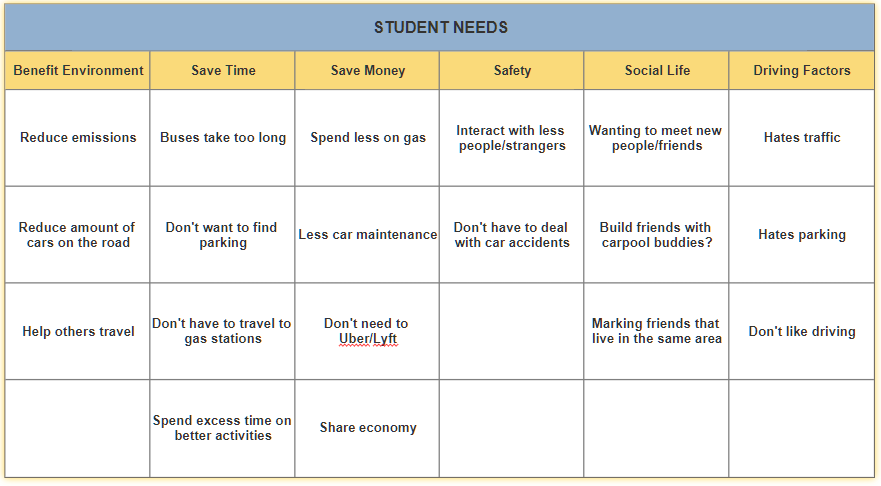 STUDENT NEEDS
Benefit Environment Save Time Save Money Safety Social Life Driving Factors
Reduce emissions
Buses take too long
Spend less on gas
Interact with less
people/strangers
Wanting to meet new
people/friends
Hates traffic
Reduce amount of
cars on the road
Don't want to find
parking
Less car maintenance
Don't have to deal
with car accidents
Build friends with
carpool buddies?
Hates parking
Help others travel
Don't have to travel to
gas stations
Don't need to
Uber/Lyft
Marking friends that
live in the same area
Don't like driving
Spend excess time on
better activities
Share economy